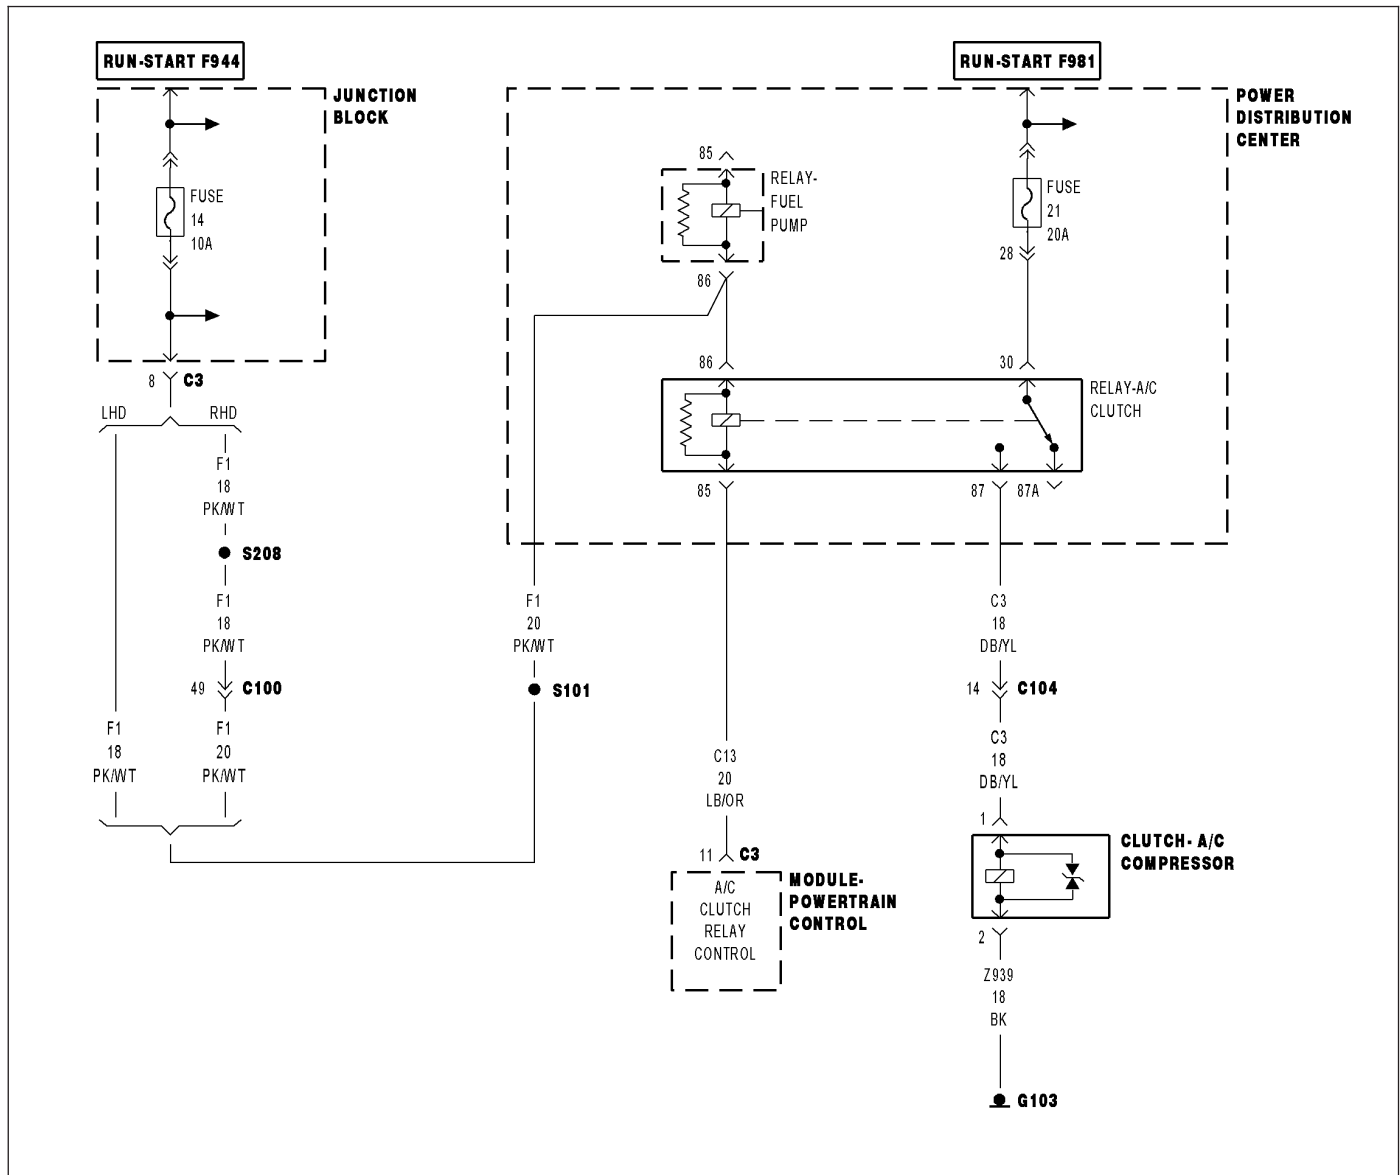 RUN-START F944
RUN-START F981
JUNCTION
BLOCK
POWER
DISTRIBUTION
CENTER
FUSE
14
10A
85
RELAY-
FUEL
PUMP
86
FUSE
21
20A
28
8 C3
LHD RHD
F1
18
PK/WT
S208
F1
18
PK/WT
49 C100
F1
18
PK/WT
F1
20
PK/WT
86
30
RELAY-A/C
CLUTCH
85
87 87A
F1
20
PK/WT
S101
C13
20
LB/OR
11 C3
A/C
CLUTCH
RELAY
CONTROL
MODULE-
POWERTRAIN
CONTROL
C3
18
DB/YL
14 C104
C3
18
DB/YL
1
CLUTCH- A/C
COMPRESSOR
2
Z939
18
BK
G103